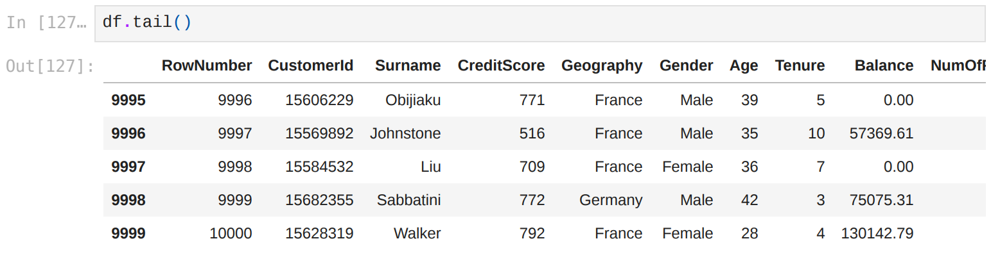 In [127… df.tail()
Out[127]: RowNumber CustomerId Surname CreditScore Geography Gender Age Tenure Balance NumOf
9995 9996 15606229 Obijiaku 771 France Male 39 5 0.00
9996 9997 15569892 Johnstone 516 France Male 35 10 57369.61
9997 9998 15584532 Liu 709 France Female 36 7 0.00
9998 9999 15682355 Sabbatini 772 Germany Male 42 3 75075.31
9999 10000 15628319 Walker 792 France Female 28 4 130142.79